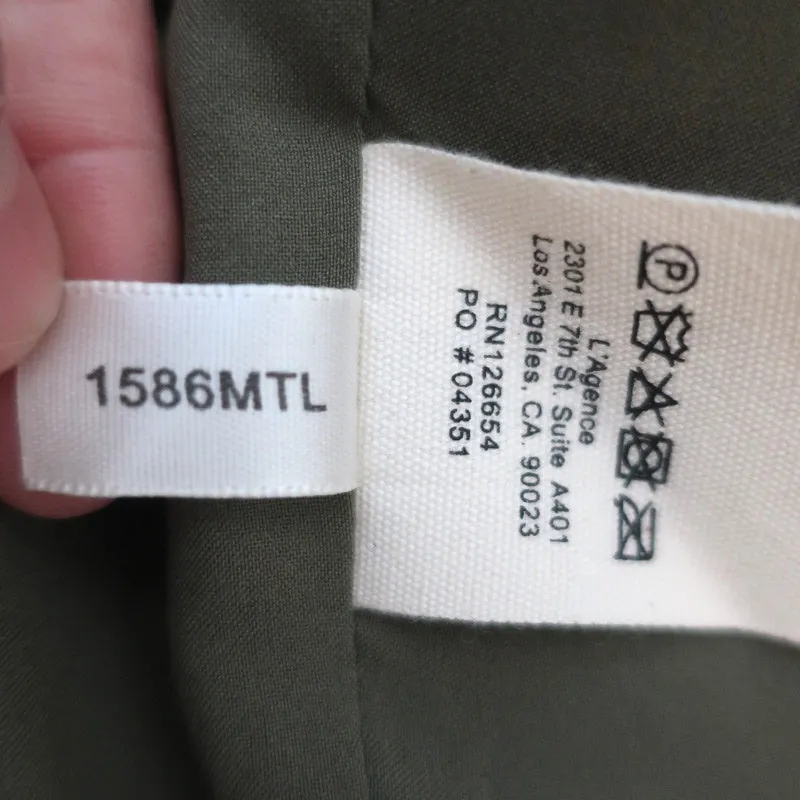 1586MTL
L'Agence
2301 E 7th St. Suite A401
Los Angeles, CA. 90023
RN126654
PO # 04351
P